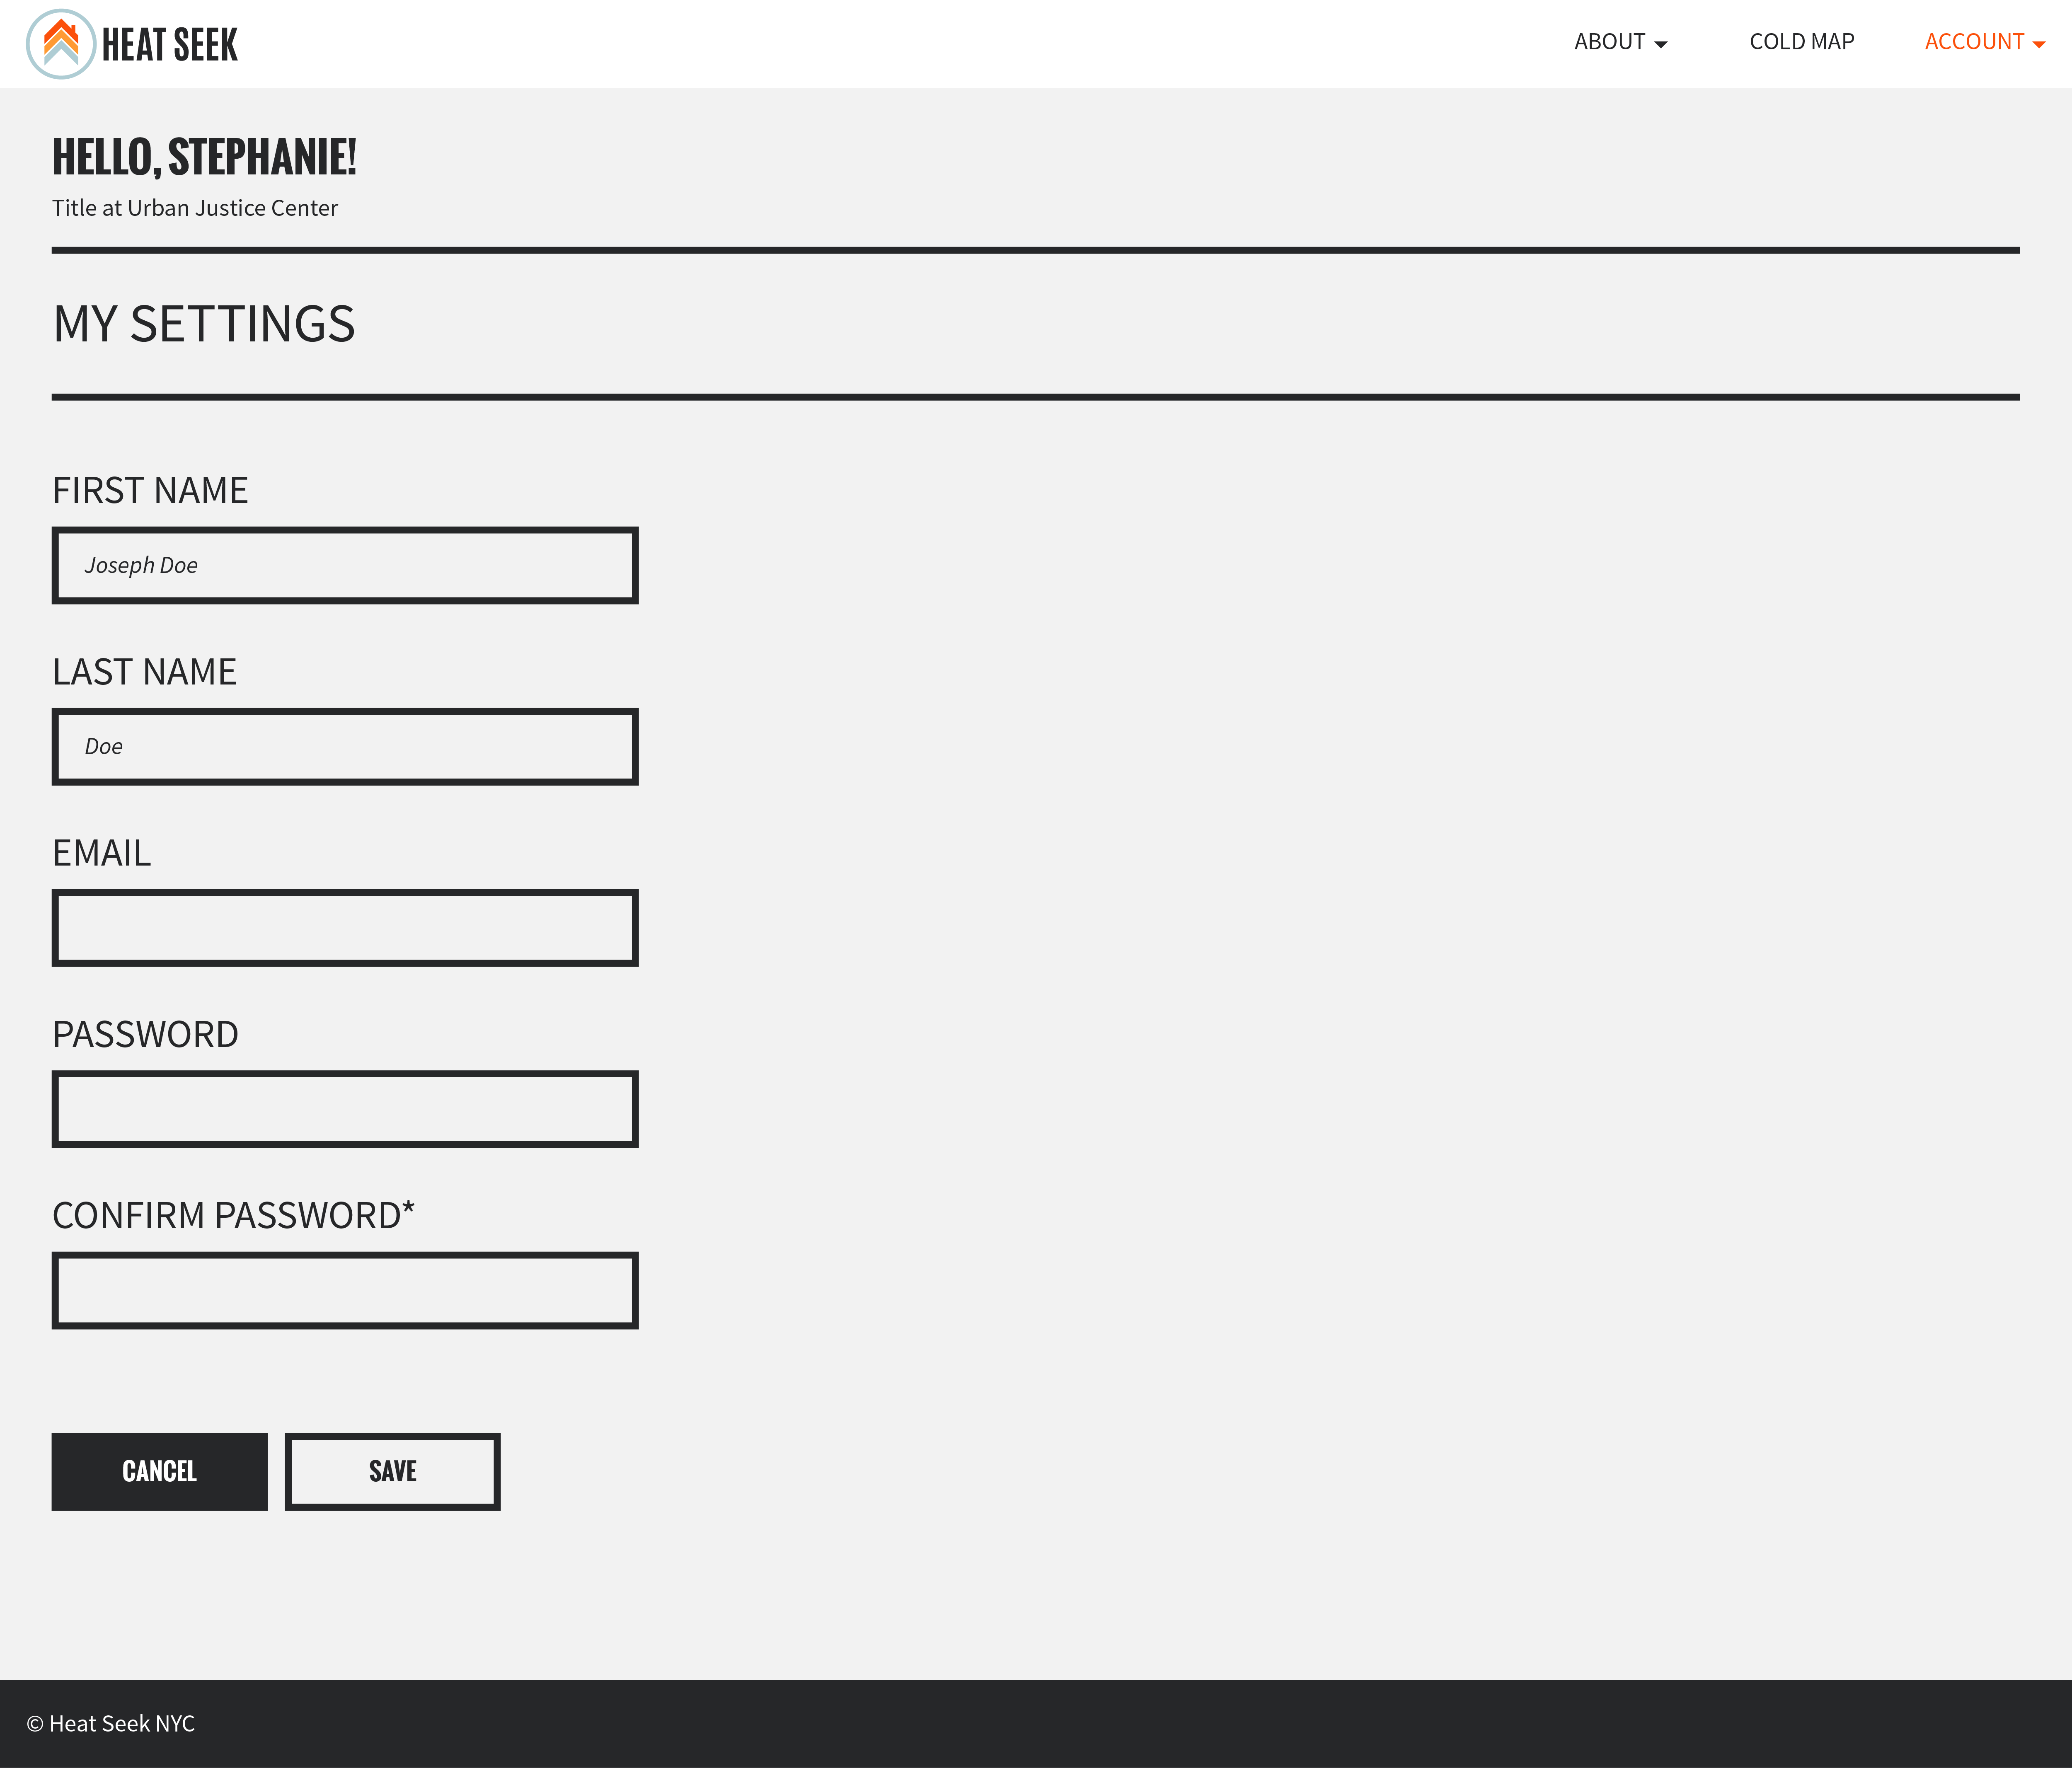 HEAT SEEK
ABOUT
COLD MAP
ACCOUNT
HELLO, STEPHANIE!
Title at Urban Justice Center
MY SETTINGS
FIRST NAME
Joseph Doe
LAST NAME
Doe
EMAIL
PASSWORD
CONFIRM PASSWORD*
CANCEL
SAVE
© Heat Seek NYC